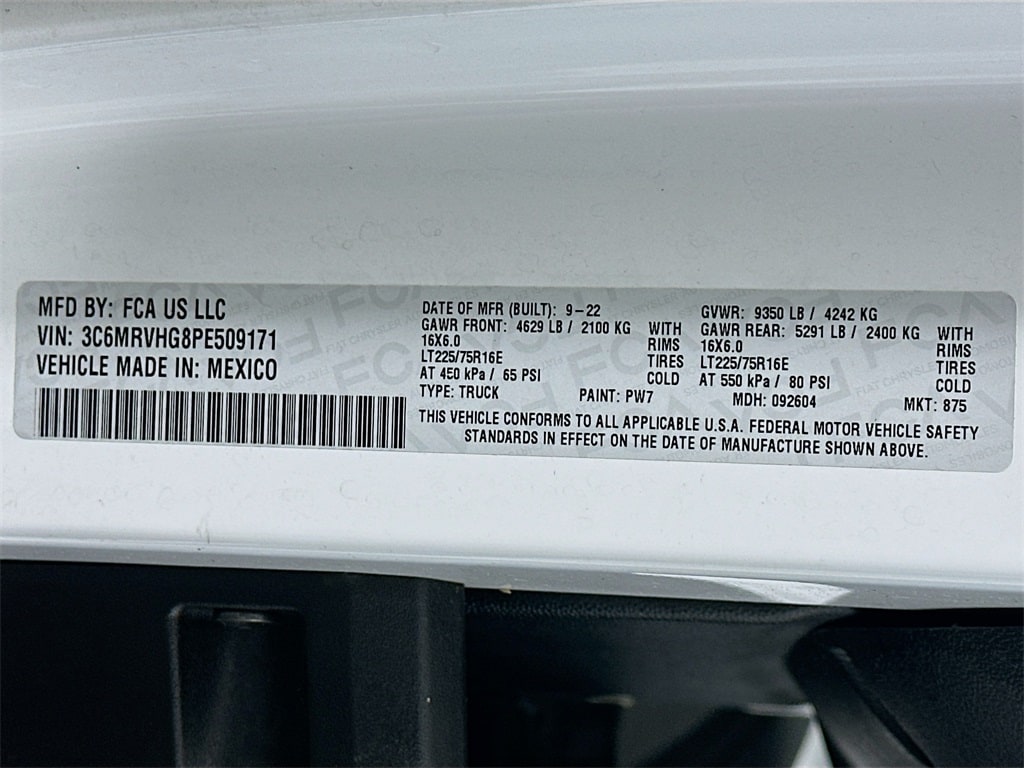 MFD BY: FCA US LLC
VIN: 3C6MRVHG8PE509171
VEHICLE MADE IN: MEXICO
DATE OF MFR (BUILT): 9-22
GAWR FRONT: 4629 LB / 2100 KG WITH
16X6.0 RIMS
LT225/75R16E TIRES
AT 450 kPa / 65 PSI COLD
TYPE: TRUCK PAINT: PW7
GVWR: 9350 LB / 4242 KG
GAWR REAR: 5291 LB / 2400 KG WITH
16X6.0 RIMS
LT225/75R16E TIRES
AT 550 kPa / 80 PSI COLD
MDH: 092604 MKT: 875
THIS VEHICLE CONFORMS TO ALL APPLICABLE U.S.A. FEDERAL MOTOR VEHICLE SAFETY
STANDARDS IN EFFECT ON THE DATE OF MANUFACTURE SHOWN ABOVE.